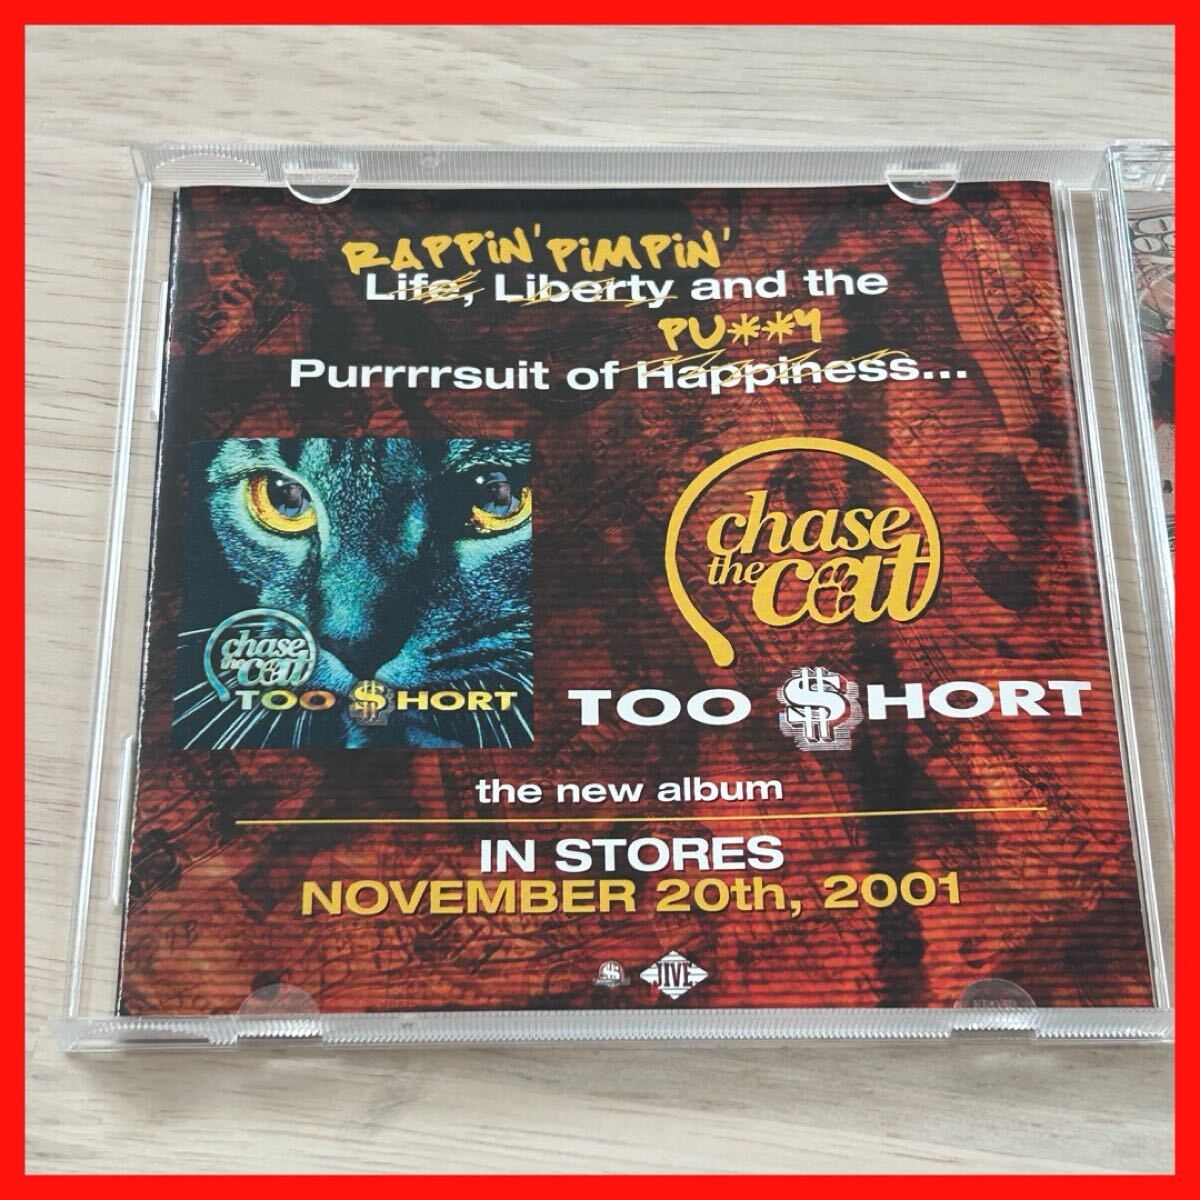 RAPPiN' PiMPiN'
Life, Liberty and the
PU**Y
Purrrrsuit of Happiness...
chase
the cat
TOO $HORT
chase
the cat
TOO $HORT
the new album
IN STORES
NOVEMBER 20th, 2001
JIVE